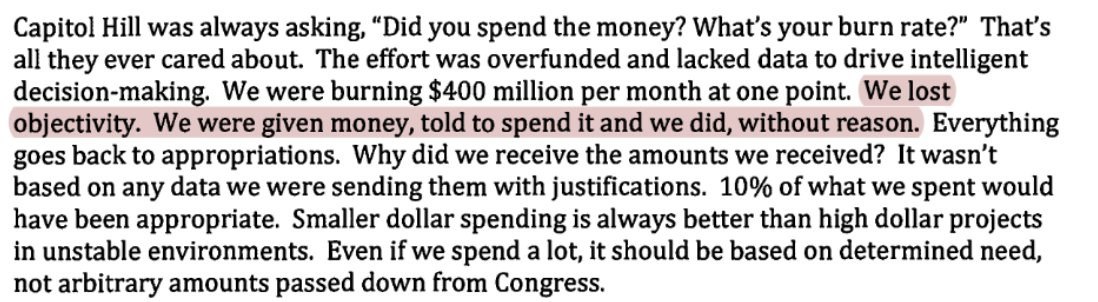 Capitol Hill was always asking, “Did you spend the money? What’s your burn rate?” That’s
all they ever cared about. The effort was overfunded and lacked data to drive intelligent
decision-making. We were burning $400 million per month at one point. We lost
objectivity. We were given money, told to spend it and we did, without reason. Everything
goes back to appropriations. Why did we receive the amounts we received? It wasn’t
based on any data we were sending them with justifications. 10% of what we spent would
have been appropriate. Smaller dollar spending is always better than high dollar projects
in unstable environments. Even if we spend a lot, it should be based on determined need,
not arbitrary amounts passed down from Congress.